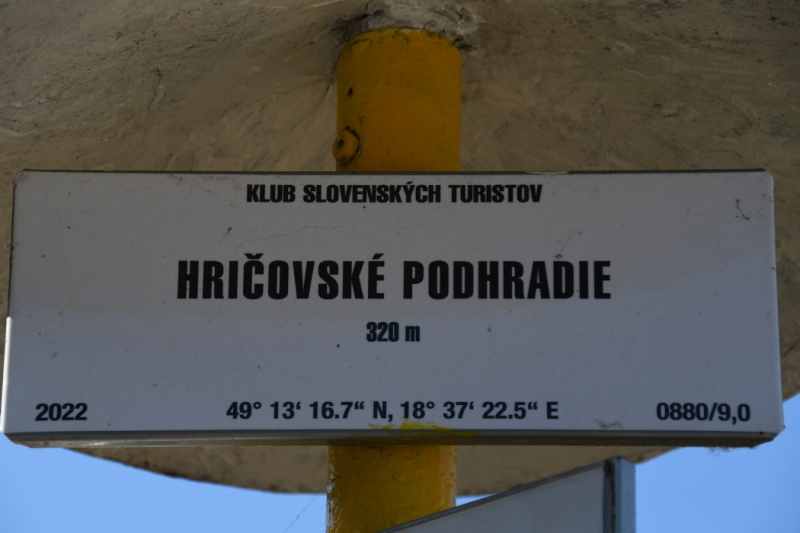 KLUB SLOVENSKÝCH TURISTOV
HRIČOVSKÉ PODHRADIE
320 m
2022 49° 13‘ 16.7“ N, 18° 37‘ 22.5“ E 0880/9,0